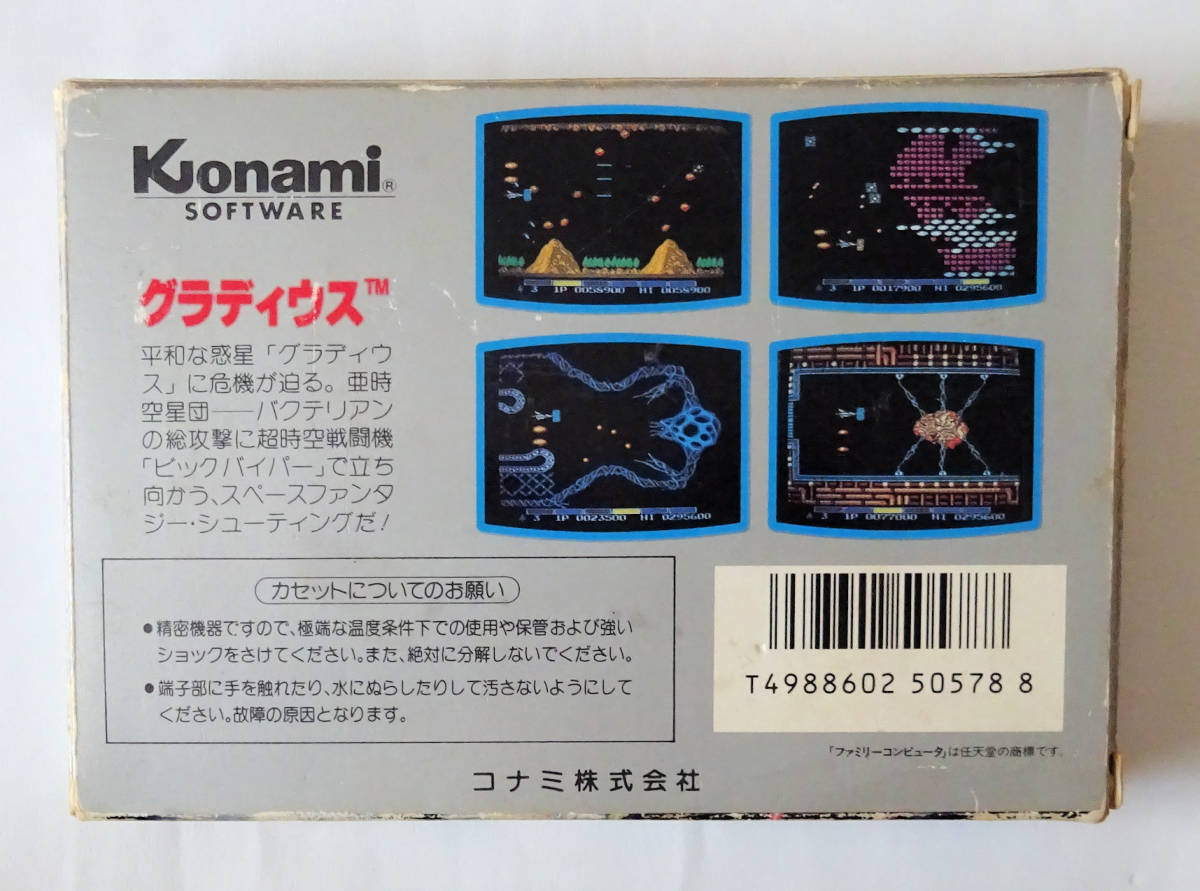 Konami®
SOFTWARE
グラディウス™
平和な惑星「グラディウ
ス」に危機が迫る。亜時
空星団──バクテリアン
の総攻撃に超時空戦闘機
「ビックバイパー」で立ち
向かう、スペースファンタ
ジー・シューティングだ!
3 1P 0058900 HI 0058900
3 1P 0017900 HI 0295600
3 1P 0023500 HI 0295600
3 1P 0077000 HI 0295600
カセットについてのお願い
●精密機器ですので、極端な温度条件下での使用や保管および強い
ショックをさけてください。また、絶対に分解しないでください。
●端子部に手を触れたり、水にぬらしたりして汚さないようにして
ください。故障の原因となります。
T4988602 50578 8
「ファミリーコンピュータ」は任天堂の商標です。
コナミ株式会社